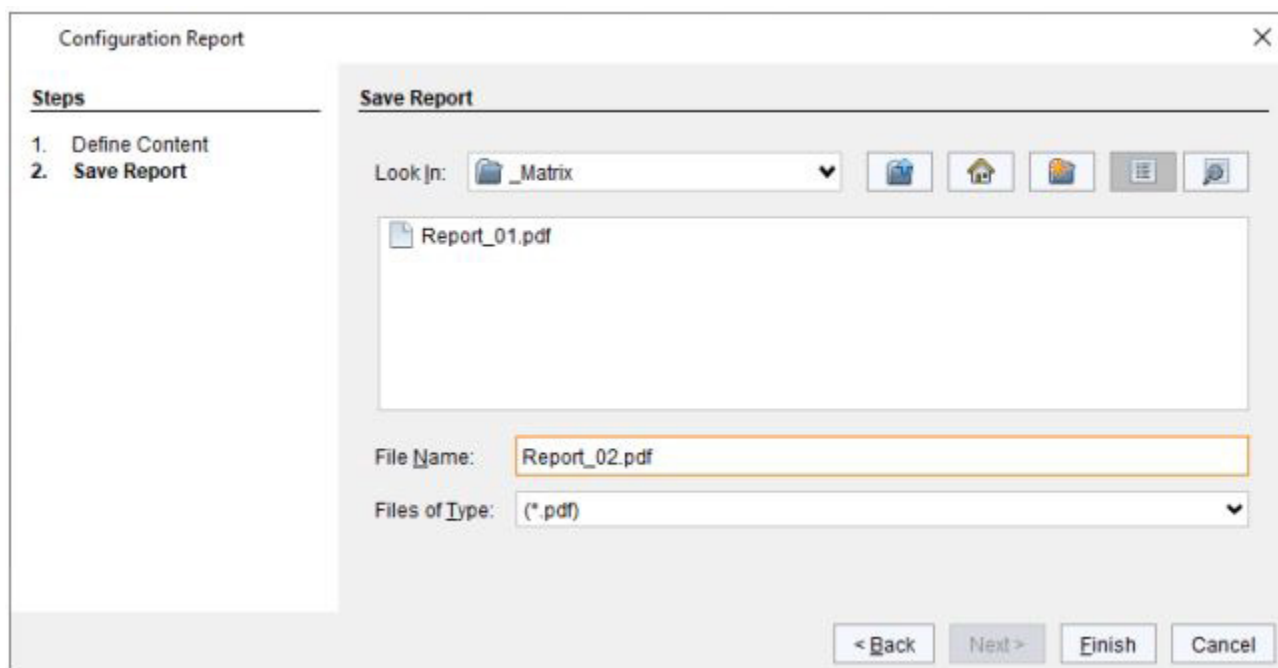 Configuration Report
Steps
1. Define Content
2. Save Report
Save Report
Look In: _Matrix
Report_01.pdf
File Name: Report_02.pdf
Files of Type: (*.pdf)
< Back Next > Finish Cancel